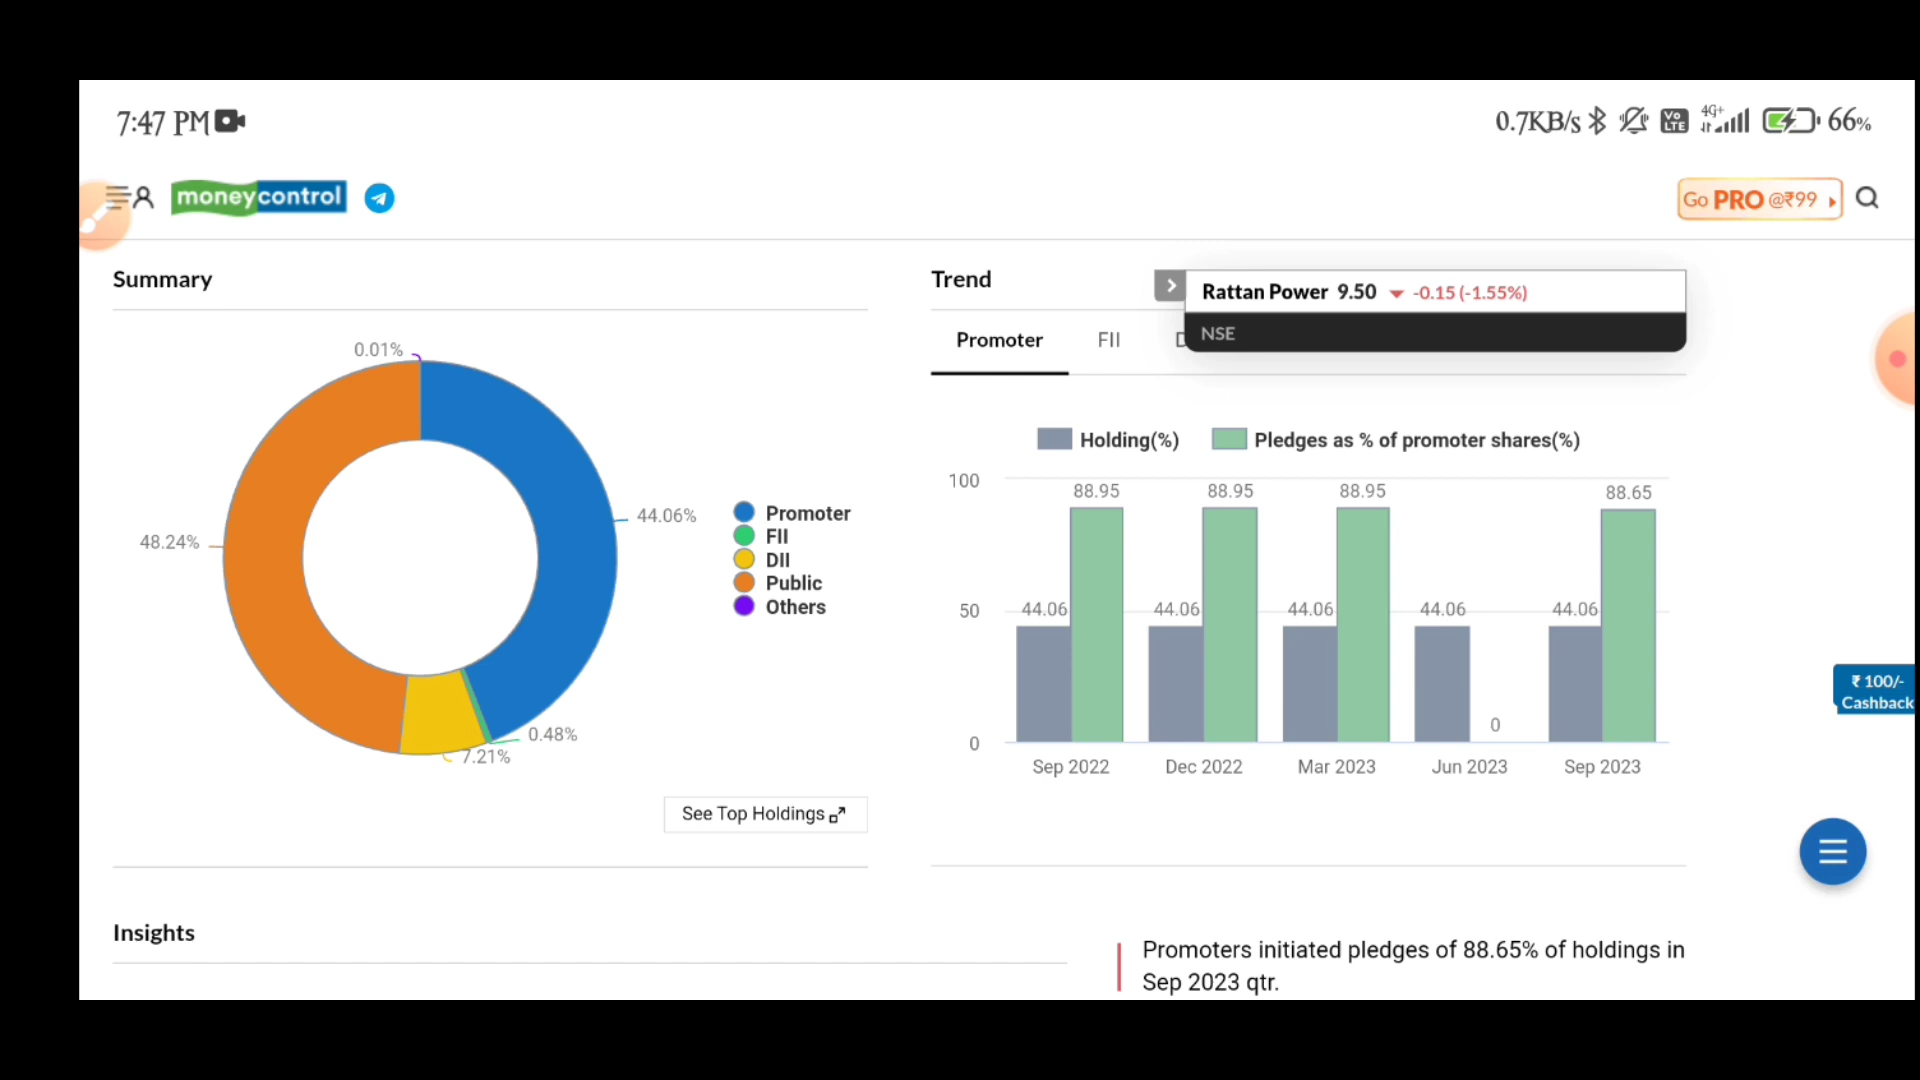 7:47 PM
0.7KB/s Vo LTE 4G+ 66%
moneycontrol
Go PRO @₹99
Summary
0.01%
44.06%
48.24%
0.48%
7.21%
Promoter
FII
DII
Public
Others
See Top Holdings
Trend
Rattan Power 9.50 -0.15 (-1.55%)
NSE
Promoter FII D
Holding(%) Pledges as % of promoter shares(%)
100
50
0
88.95 88.95 88.95 88.65
44.06 44.06 44.06 44.06 44.06
0
Sep 2022 Dec 2022 Mar 2023 Jun 2023 Sep 2023
₹ 100/-
Cashback
Insights
Promoters initiated pledges of 88.65% of holdings in
Sep 2023 qtr.